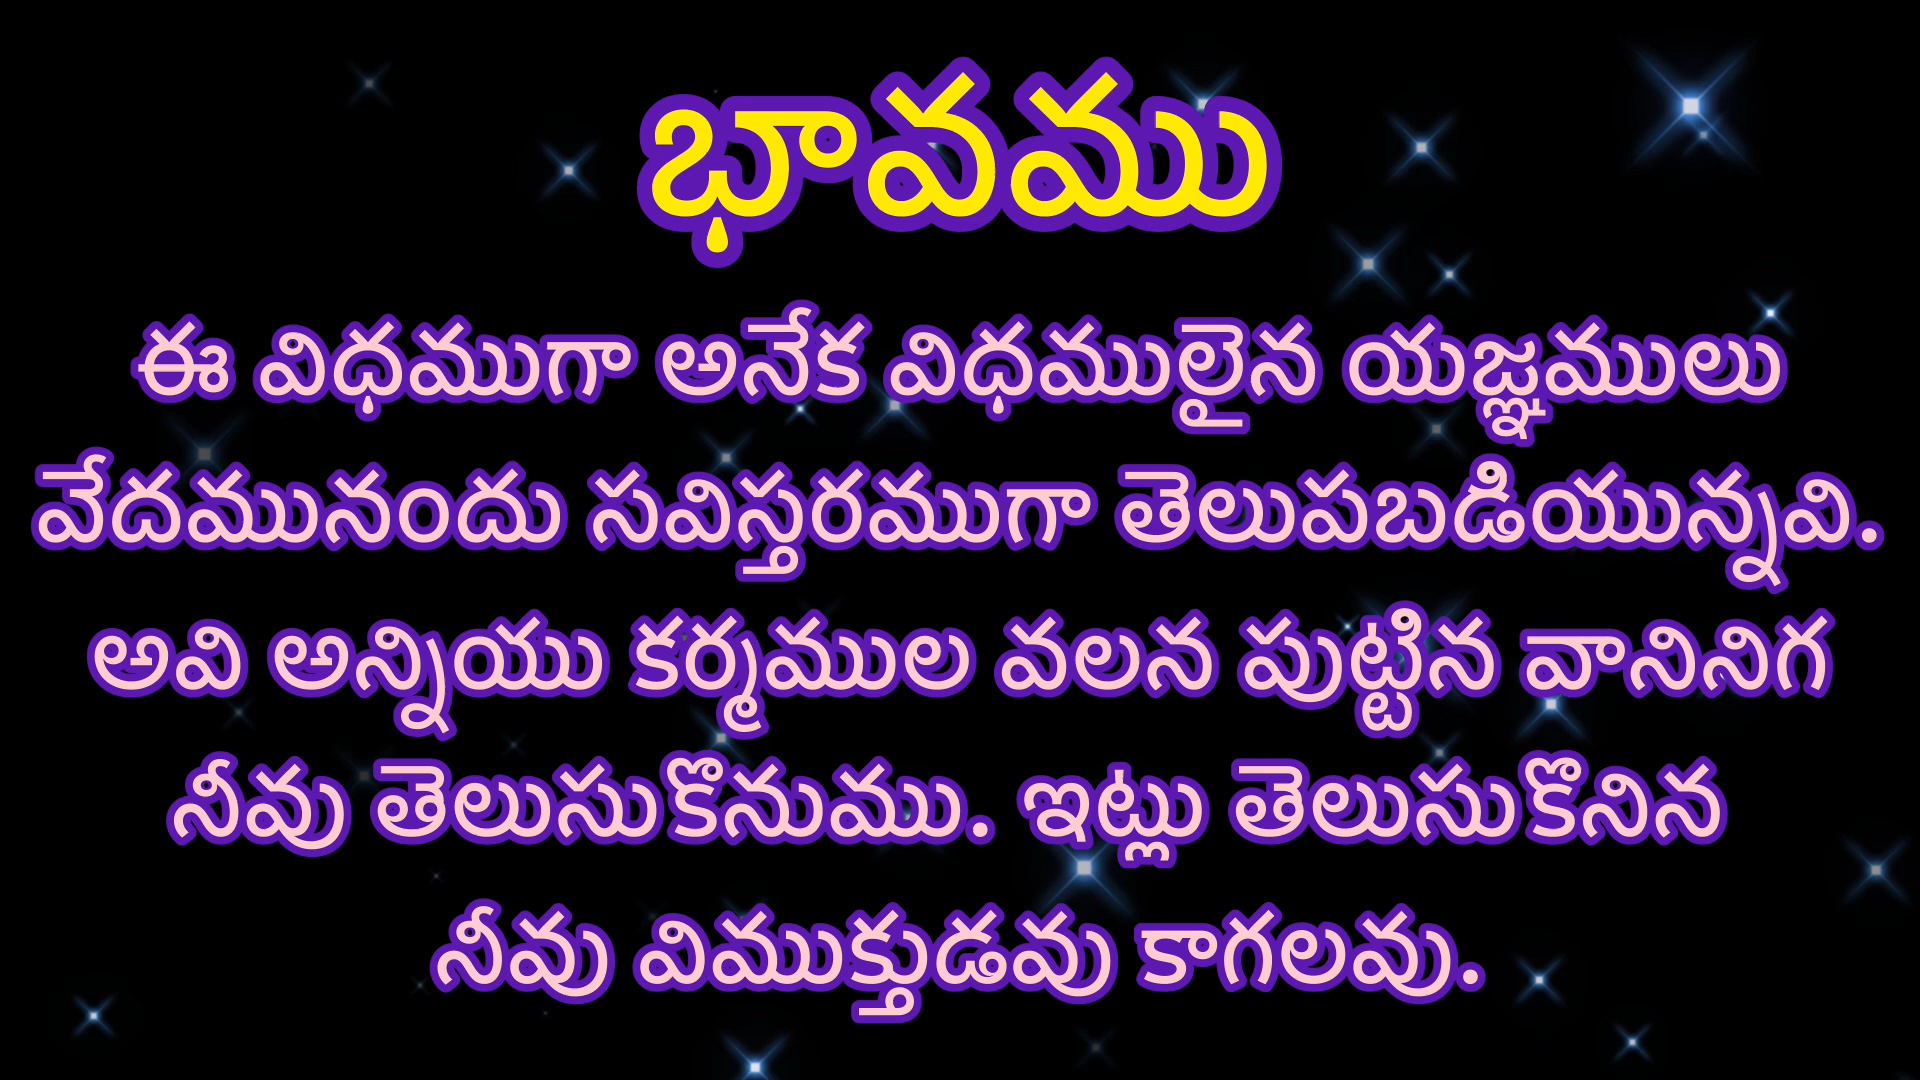 భావము
ఈ విధముగా అనేక విధములైన యజ్ఞములు
వేదమునందు సవిస్తరముగా తెలుపబడియున్నవి.
అవి అన్నియు కర్మముల వలన పుట్టిన వానినిగ
నీవు తెలుసుకొనుము. ఇట్లు తెలుసుకొనిన
నీవు విముక్తుడవు కాగలవు.